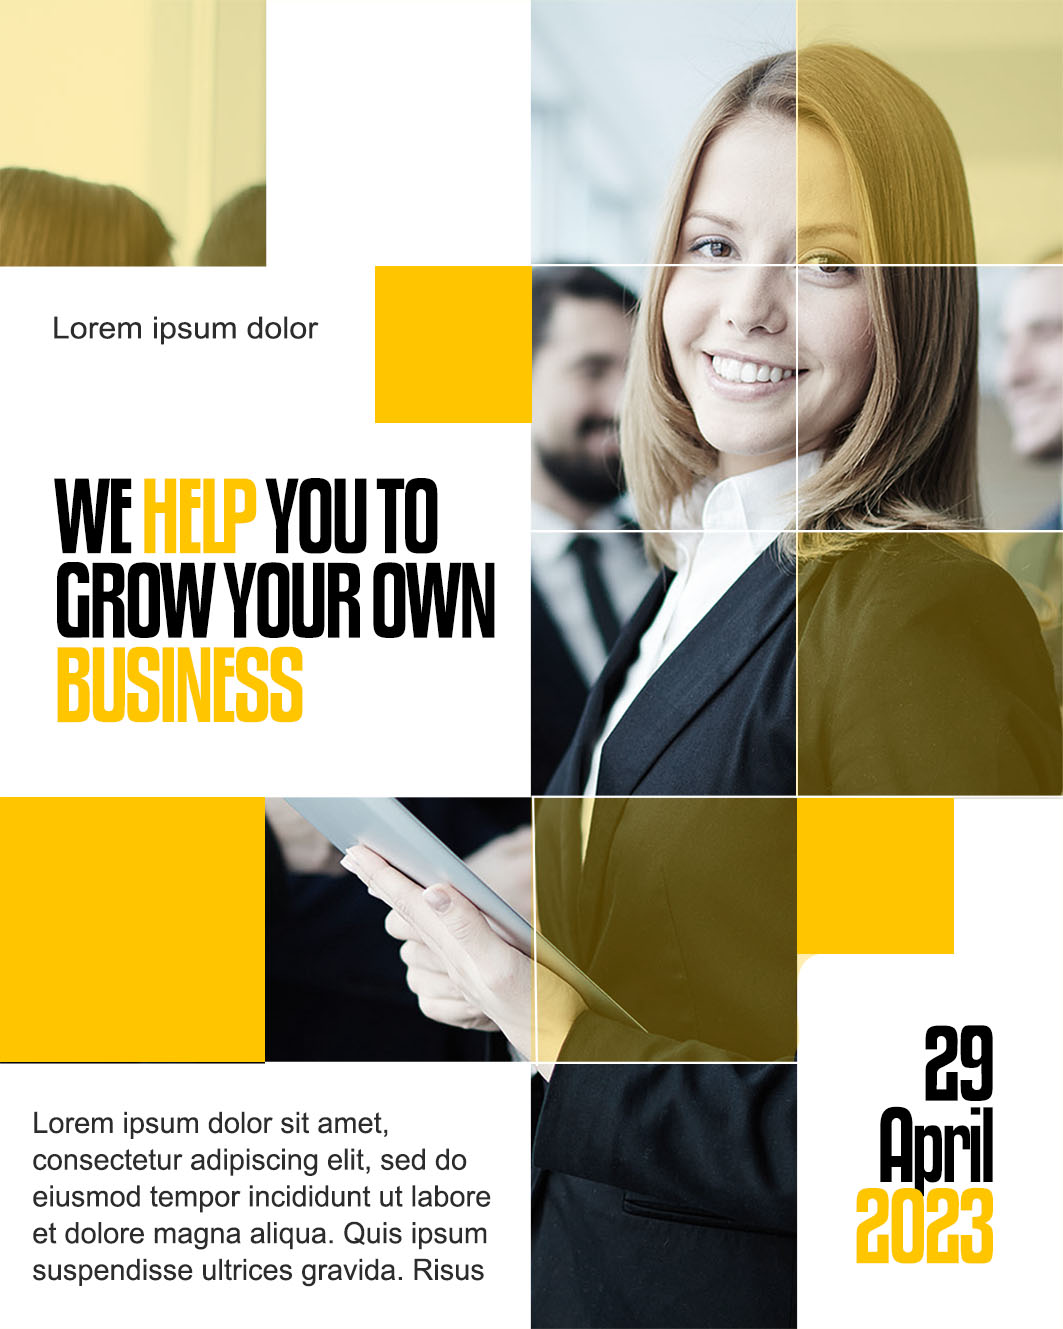 Lorem ipsum dolor
WE HELP YOU TO
GROW YOUR OWN
BUSINESS
Lorem ipsum dolor sit amet,
consectetur adipiscing elit, sed do
eiusmod tempor incididunt ut labore
et dolore magna aliqua. Quis ipsum
suspendisse ultrices gravida. Risus
29
April
2023